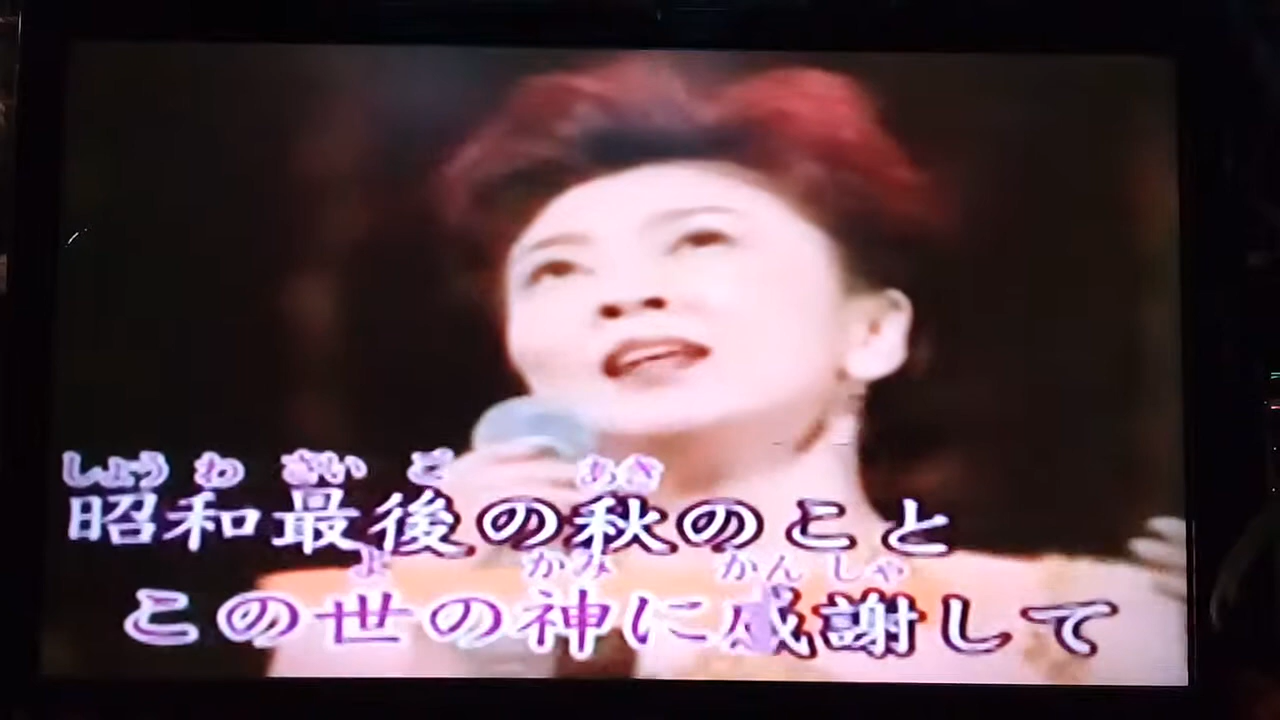 しょう わ さい ご あき
昭和最後の秋のこと
よ かみ かんしゃ
この世の神に感謝して